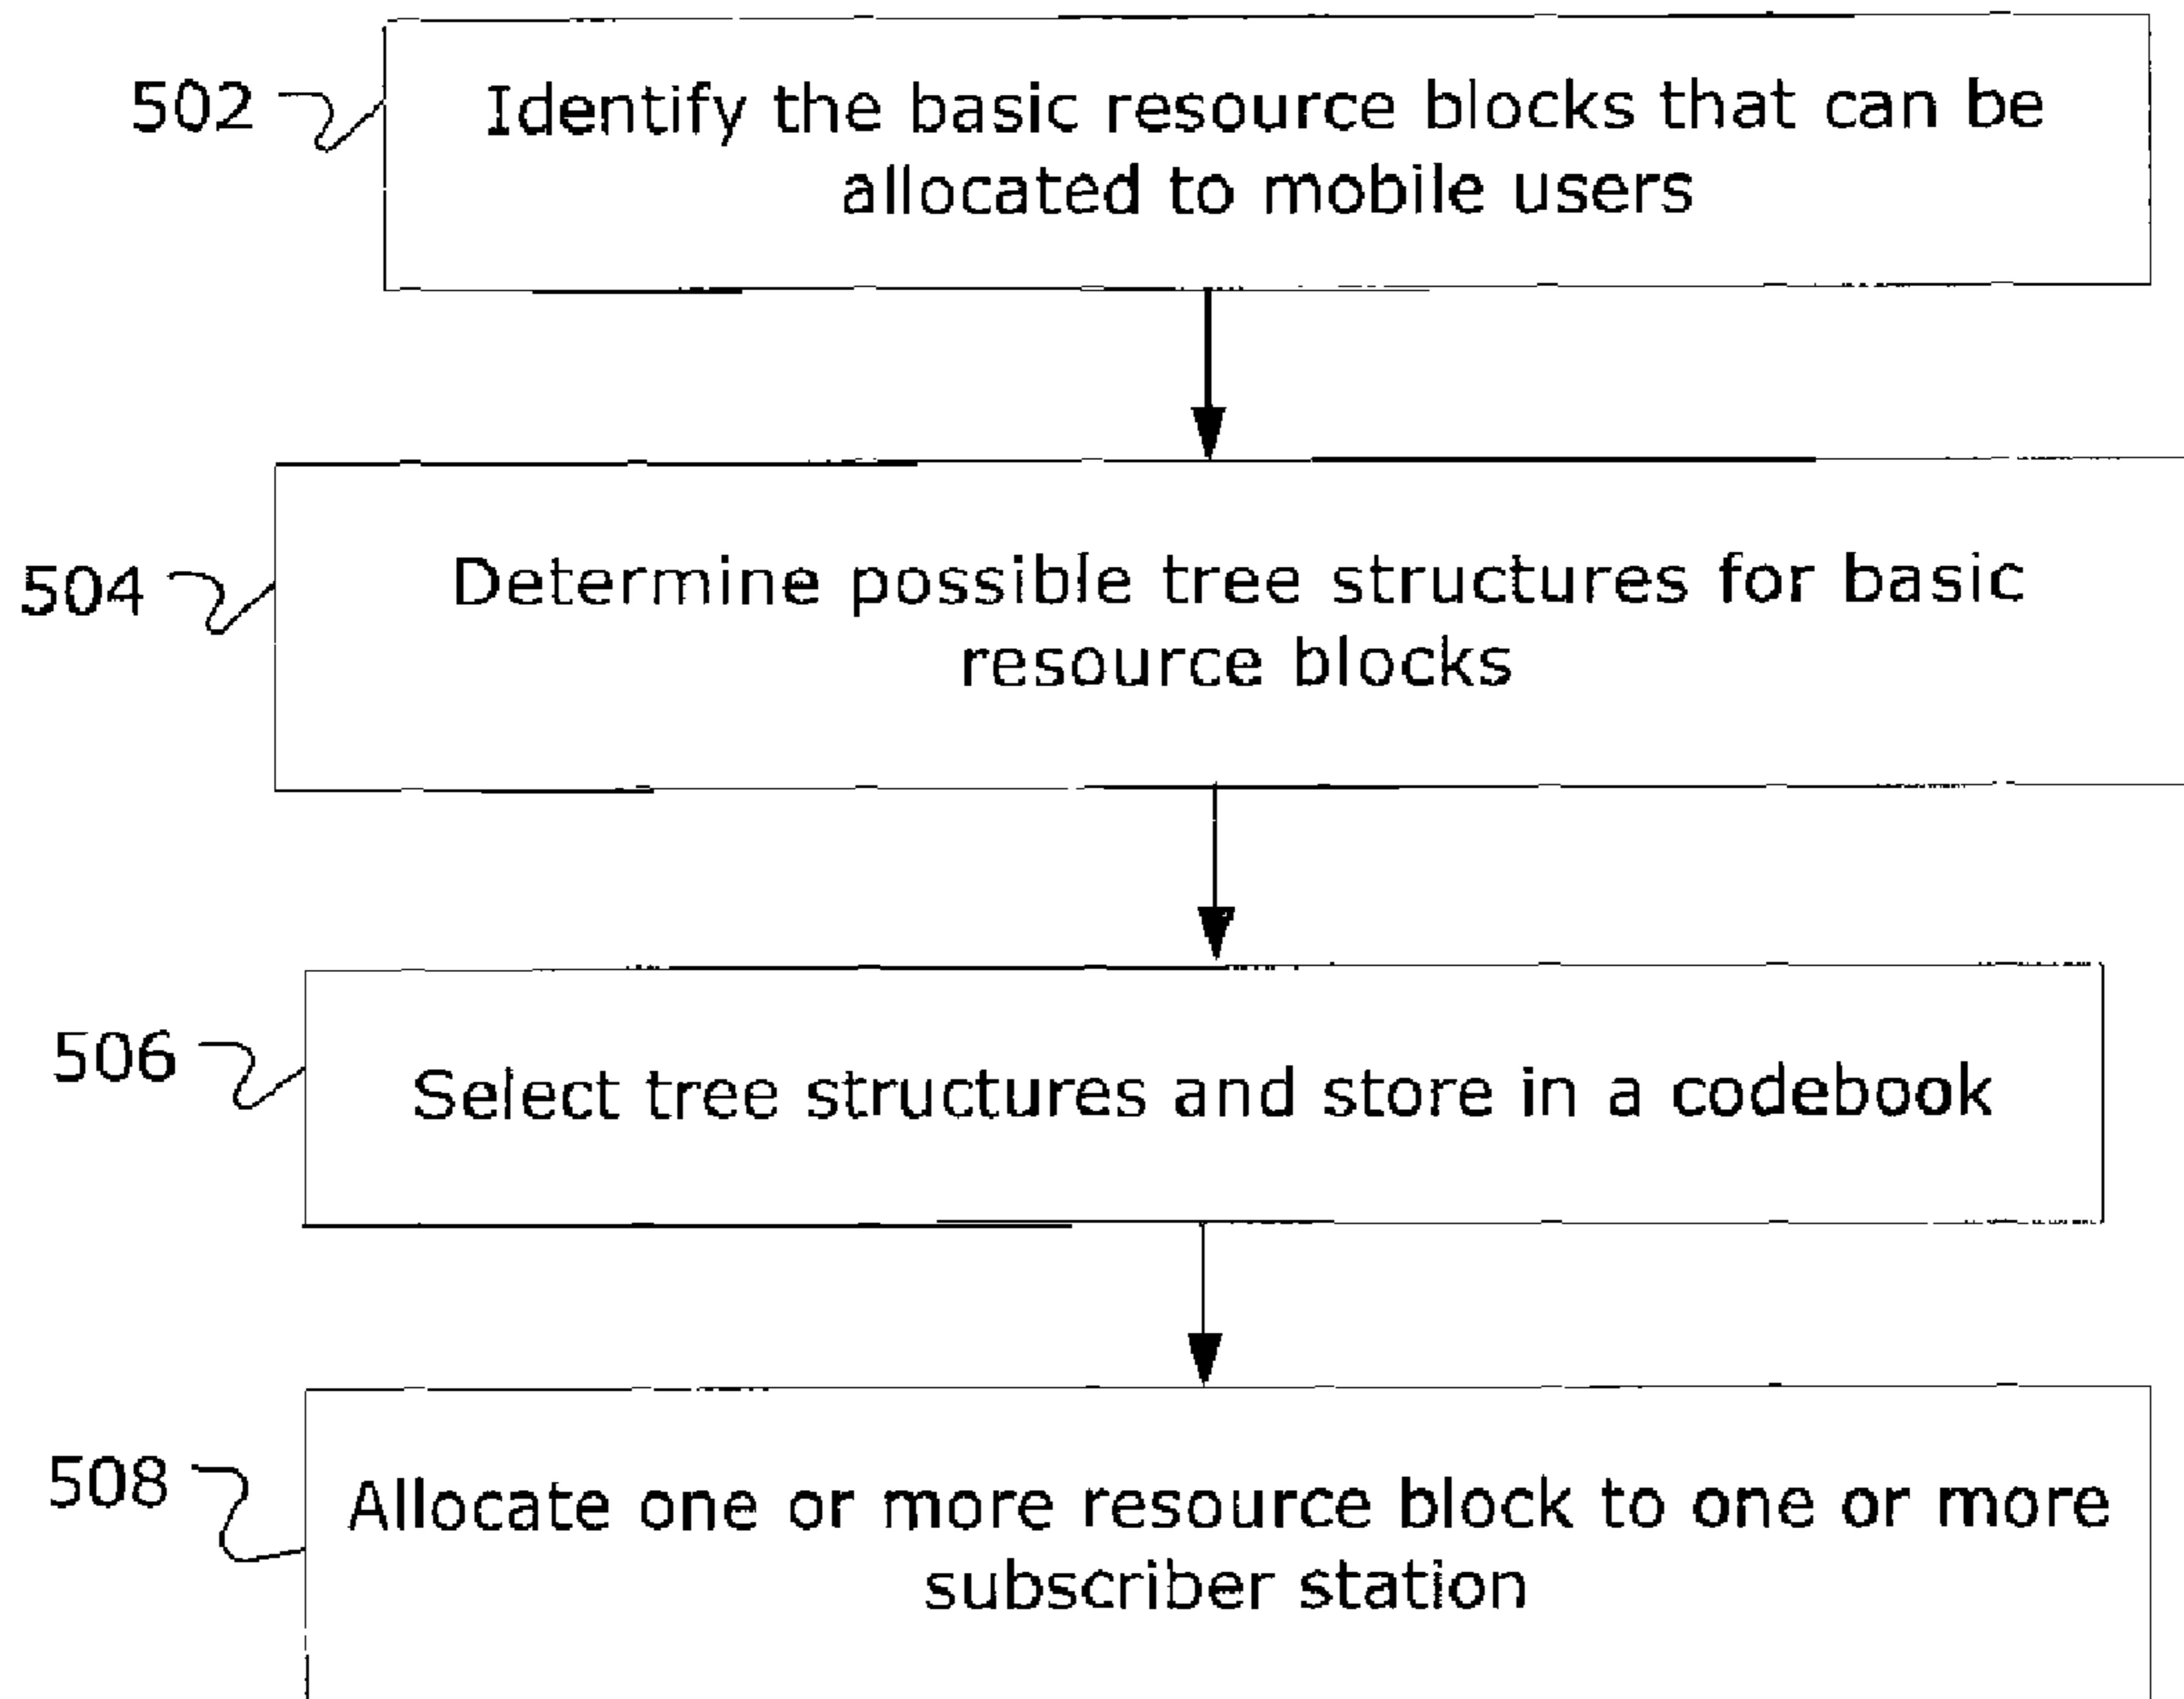 502
Identify the basic resource blocks that can be
allocated to mobile users
504
Determine possible tree structures for basic
resource blocks
506
Select tree structures and store in a codebook
508
Allocate one or more resource block to one or more
subscriber station